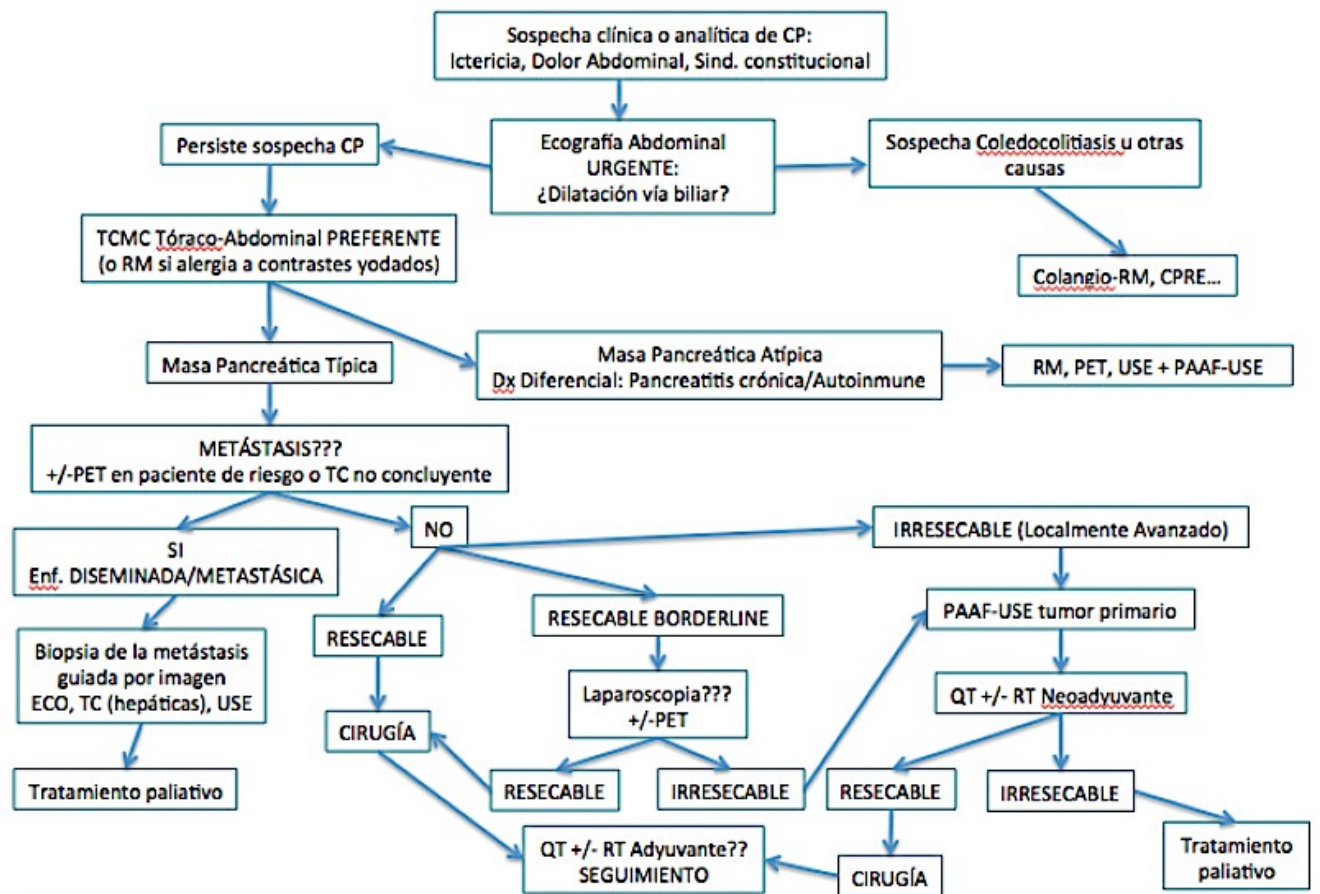 Sospecha clínica o analítica de CP:
Ictericia, Dolor Abdominal, Sind. constitucional
Persiste sospecha CP
Ecografía Abdominal
URGENTE:
¿Dilatación vía biliar?
Sospecha Coledocolitiasis u otras
causas
TCMC Tóraco-Abdominal PREFERENTE
(o RM si alergia a contrastes yodados)
Colangio-RM, CPRE...
Masa Pancreática Típica
Masa Pancreática Atípica
Dx Diferencial: Pancreatitis crónica/Autoinmune
RM, PET, USE + PAAF-USE
METÁSTASIS???
+/-PET en paciente de riesgo o TC no concluyente
SI
Enf. DISEMINADA/METASTÁSICA
NO
IRRESECABLE (Localmente Avanzado)
Biopsia de la metástasis
guiada por imagen
ECO, TC (hepáticas), USE
RESECABLE
RESECABLE BORDERLINE
PAAF-USE tumor primario
Laparoscopia???
+/-PET
QT +/- RT Neoadyuvante
CIRUGÍA
Tratamiento paliativo
RESECABLE
IRRESECABLE
RESECABLE
IRRESECABLE
QT +/- RT Adyuvante??
SEGUIMIENTO
CIRUGÍA
Tratamiento
paliativo